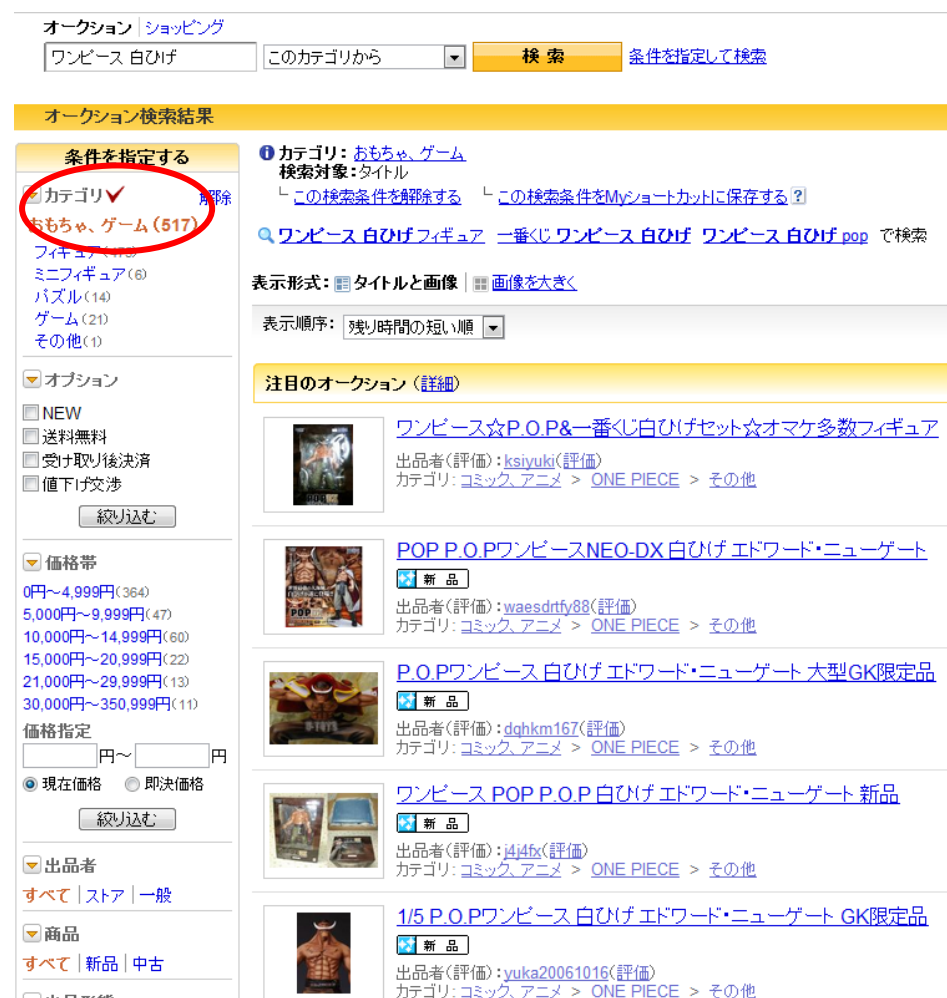 オークション ショッピング
ワンピース 白ひげ このカテゴリから 検索 条件を指定して検索
オークション検索結果
条件を指定する
カテゴリ 解除
おもちゃ、ゲーム(517)
フィギュア
ミニフィギュア(6)
パズル(14)
ゲーム(21)
その他(1)
オプション
NEW
送料無料
受け取り後決済
値下げ交渉
絞り込む
価格帯
0円～4,999円(364)
5,000円～9,999円(47)
10,000円～14,999円(60)
15,000円～20,999円(22)
21,000円～29,999円(13)
30,000円～350,999円(11)
価格指定
円～ 円
現在価格 即決価格
絞り込む
出品者
すべて ストア 一般
商品
すべて 新品 中古
カテゴリ: おもちゃ、ゲーム
検索対象:タイトル
この検索条件を解除する この検索条件をMyショートカットに保存する ?
ワンピース 白ひげ フィギュア 一番くじ ワンピース 白ひげ ワンピース 白ひげ pop で検索
表示形式: タイトルと画像 画像を大きく
表示順序: 残り時間の短い順
注目のオークション (詳細)
ワンピース☆P.O.P&一番くじ白ひげセット☆オマケ多数フィギュア
出品者(評価):ksiyuki(評価)
カテゴリ: コミック、アニメ > ONE PIECE > その他
POP P.O.PワンピースNEO-DX 白ひげ エドワード・ニューゲート
新品
出品者(評価):waesdrtfy88(評価)
カテゴリ: コミック、アニメ > ONE PIECE > その他
P.O.Pワンピース 白ひげ エドワード・ニューゲート 大型GK限定品
新品
出品者(評価):dqhkm167(評価)
カテゴリ: コミック、アニメ > ONE PIECE > その他
ワンピース POP P.O.P 白ひげ エドワード・ニューゲート 新品
新品
出品者(評価):j4j4fx(評価)
カテゴリ: コミック、アニメ > ONE PIECE > その他
1/5 P.O.Pワンピース 白ひげ エドワード・ニューゲート GK限定品
新品
出品者(評価):yuka20061016(評価)
カテゴリ: コミック、アニメ > ONE PIECE > その他